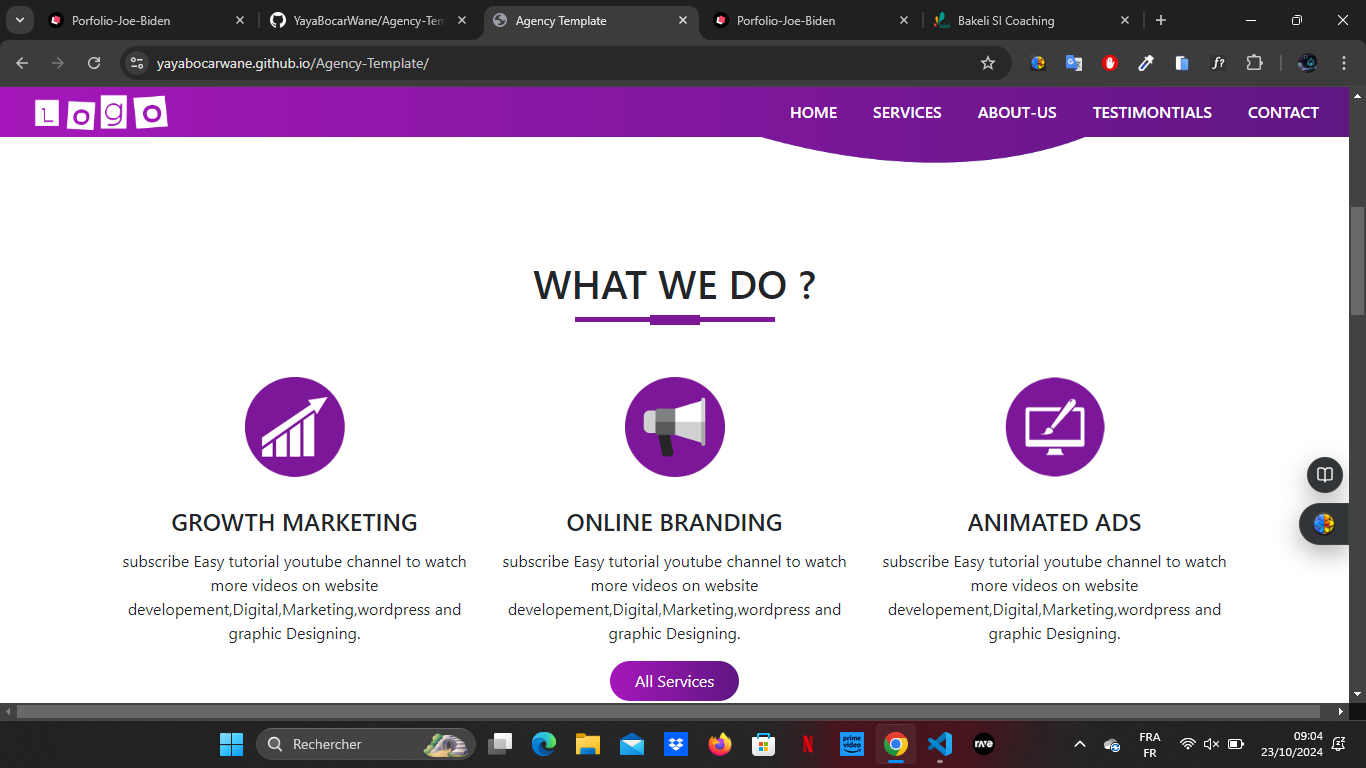 Porfolio-Joe-Biden
YayaBocarWane/Agency-Tem
Agency Template
Porfolio-Joe-Biden
Bakeli SI Coaching
yayabocarwane.github.io/Agency-Template/
Logo
HOME
SERVICES
ABOUT-US
TESTIMONTIALS
CONTACT
WHAT WE DO ?
GROWTH MARKETING
subscribe Easy tutorial youtube channel to watch
more videos on website
developement,Digital,Marketing,wordpress and
graphic Designing.
ONLINE BRANDING
subscribe Easy tutorial youtube channel to watch
more videos on website
developement,Digital,Marketing,wordpress and
graphic Designing.
ANIMATED ADS
subscribe Easy tutorial youtube channel to watch
more videos on website
developement,Digital,Marketing,wordpress and
graphic Designing.
All Services
Rechercher
prime video
rave
FRA
FR
09:04
23/10/2024